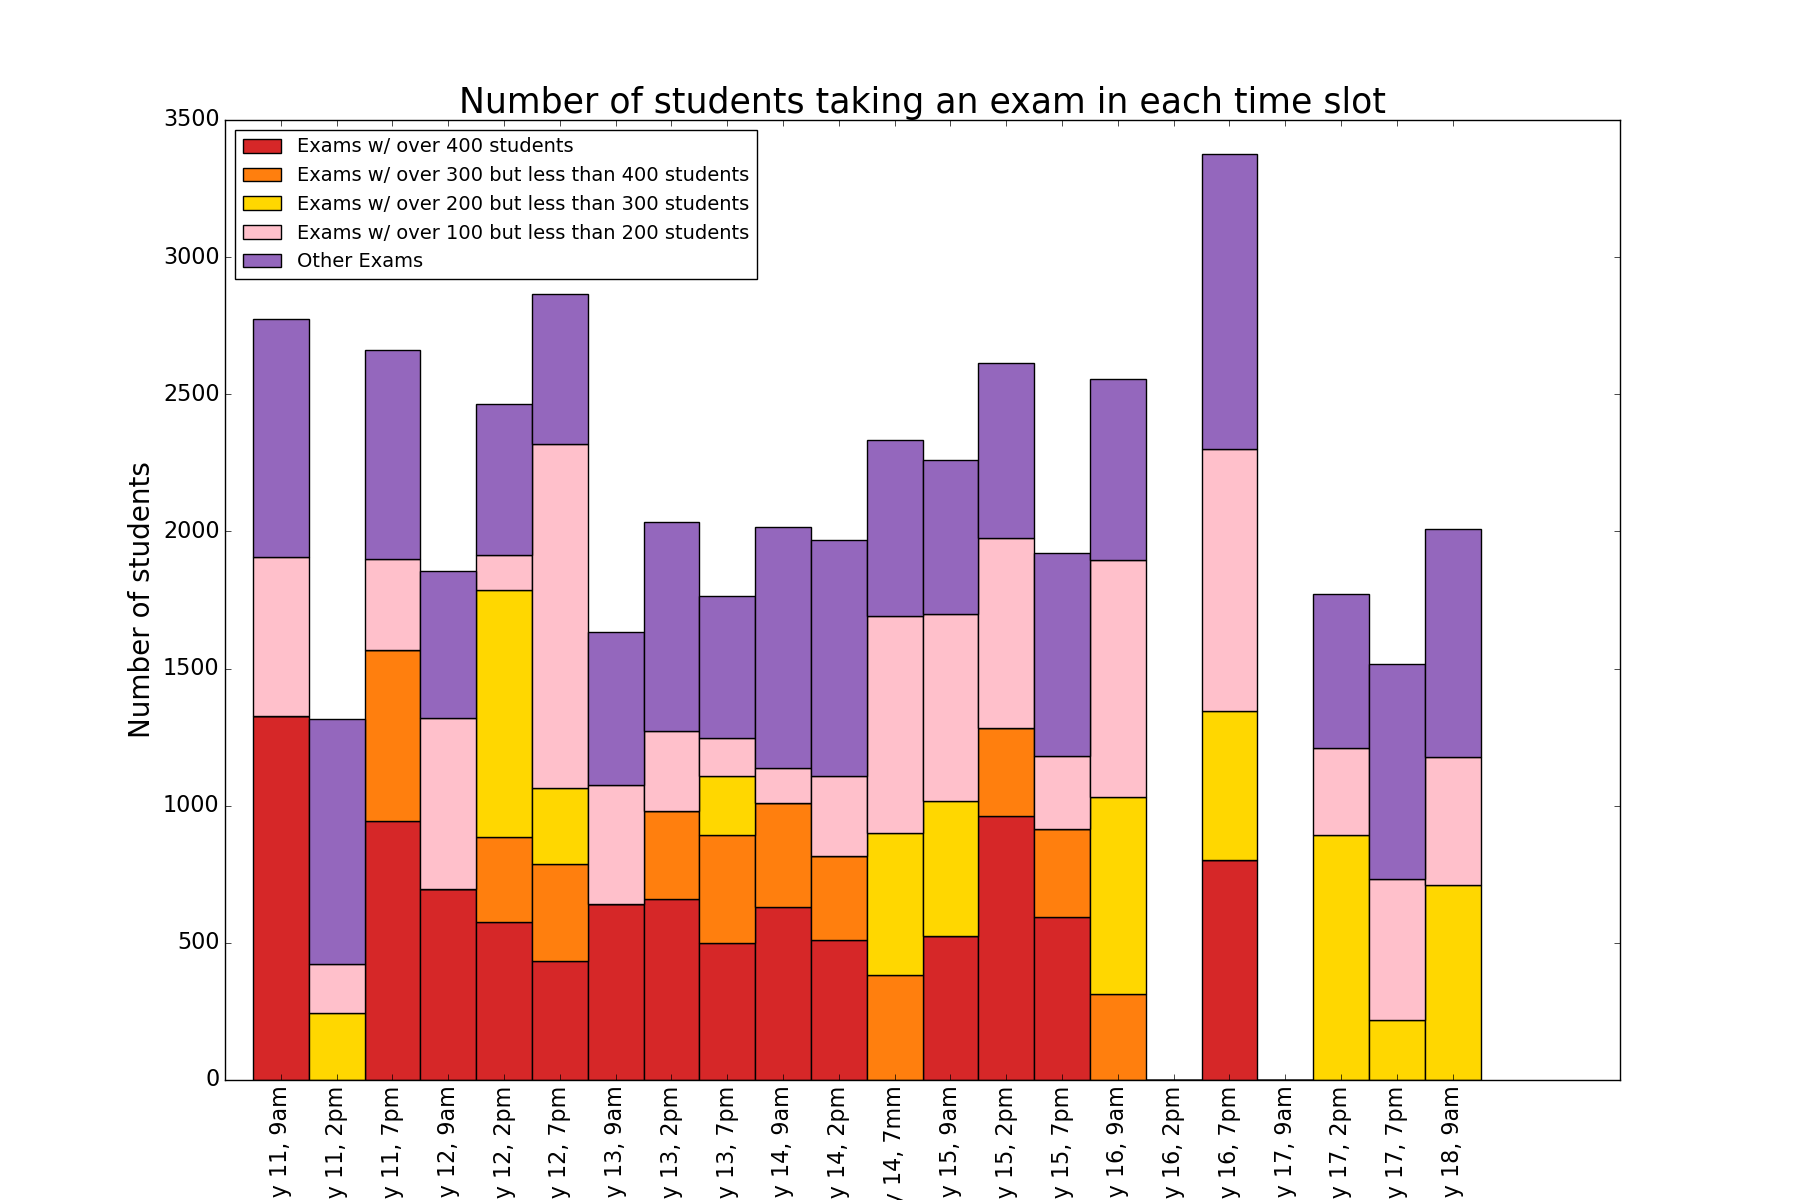 Number of students taking an exam in each time slot
Exams w/ over 400 students
Exams w/ over 300 but less than 400 students
Exams w/ over 200 but less than 300 students
Exams w/ over 100 but less than 200 students
Other Exams
Number of students
3500
3000
2500
2000
1500
1000
500
0
y 11, 9am
y 11, 2pm
y 11, 7pm
y 12, 9am
y 12, 2pm
y 12, 7pm
y 13, 9am
y 13, 2pm
y 13, 7pm
y 14, 9am
y 14, 2pm
y 14, 7mm
y 15, 9am
y 15, 2pm
y 15, 7pm
y 16, 9am
y 16, 2pm
y 16, 7pm
y 17, 9am
y 17, 2pm
y 17, 7pm
y 18, 9am